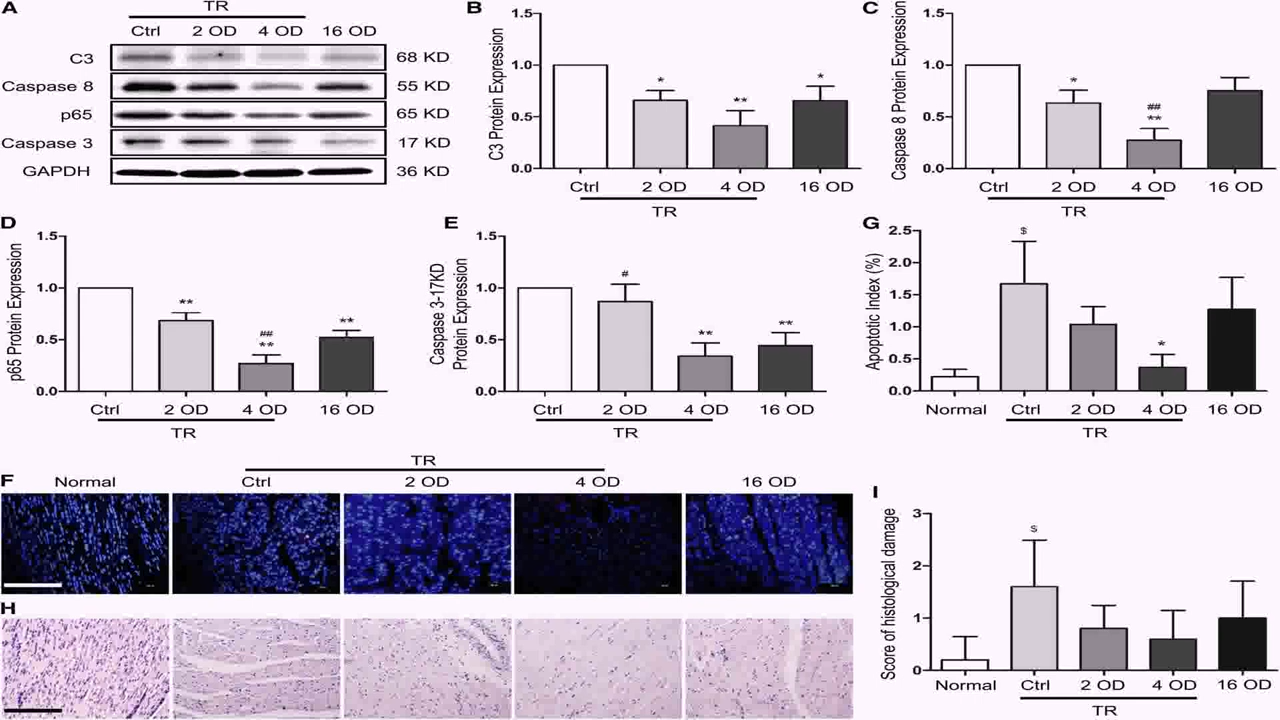 A
TR
Ctrl 2 OD 4 OD 16 OD
C3 68 KD
Caspase 8 55 KD
p65 65 KD
Caspase 3 17 KD
GAPDH 36 KD
B
C3 Protein Expression
1.5
1.0
0.5
0.0
*
**
*
Ctrl 2 OD 4 OD 16 OD
TR
C
Caspase 8 Protein Expression
1.5
1.0
0.5
0.0
*
##
**
Ctrl 2 OD 4 OD 16 OD
TR
D
p65 Protein Expression
1.5
1.0
0.5
0.0
**
##
**
**
Ctrl 2 OD 4 OD 16 OD
TR
E
Caspase 3-17KD
Protein Expression
1.5
1.0
0.5
0.0
#
**
**
Ctrl 2 OD 4 OD 16 OD
TR
G
Apoptotic Index (%)
2.5
2.0
1.5
1.0
0.5
0.0
$
*
Normal Ctrl 2 OD 4 OD 16 OD
TR
F
TR
Normal Ctrl 2 OD 4 OD 16 OD
H
I
Score of histological damage
3
2
1
0
$
Normal Ctrl 2 OD 4 OD 16 OD
TR